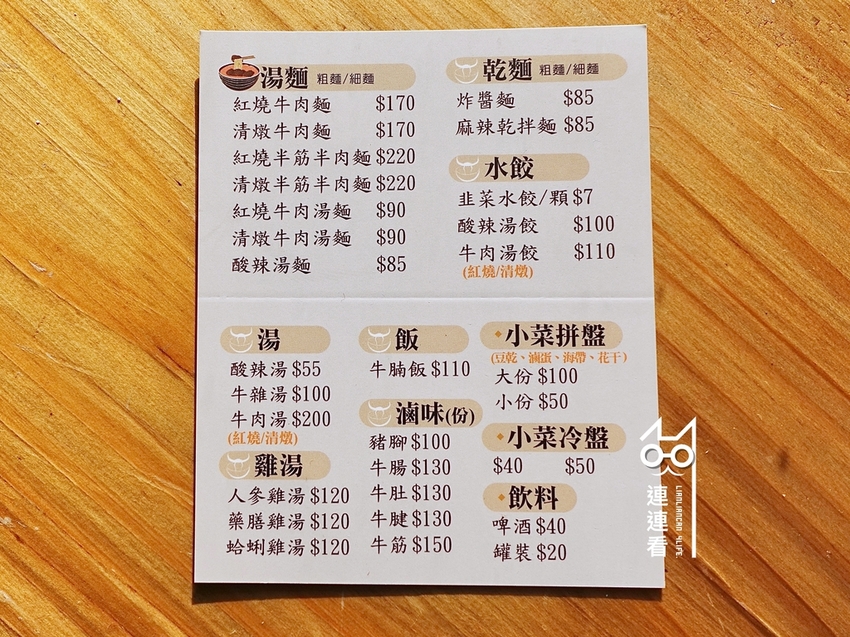 湯麵 粗麵/細麵
紅燒牛肉麵 $170
清燉牛肉麵 $170
紅燒半筋半肉麵 $220
清燉半筋半肉麵 $220
紅燒牛肉湯麵 $90
清燉牛肉湯麵 $90
酸辣湯麵 $85
乾麵 粗麵/細麵
炸醬麵 $85
麻辣乾拌麵 $85
水餃
韭菜水餃/顆 $7
酸辣湯餃 $100
牛肉湯餃 $110
(紅燒/清燉)
湯
酸辣湯 $55
牛雜湯 $100
牛肉湯 $200
(紅燒/清燉)
雞湯
人參雞湯 $120
藥膳雞湯 $120
蛤蜊雞湯 $120
飯
牛腩飯 $110
滷味(份)
豬腳 $100
牛腸 $130
牛肚 $130
牛腱 $130
牛筋 $150
小菜拼盤
(豆乾、滷蛋、海帶、花干)
大份 $100
小份 $50
小菜冷盤
$40 $50
飲料
啤酒 $40
罐裝 $20
連連看
LIANLIANCAN 4LIFE.